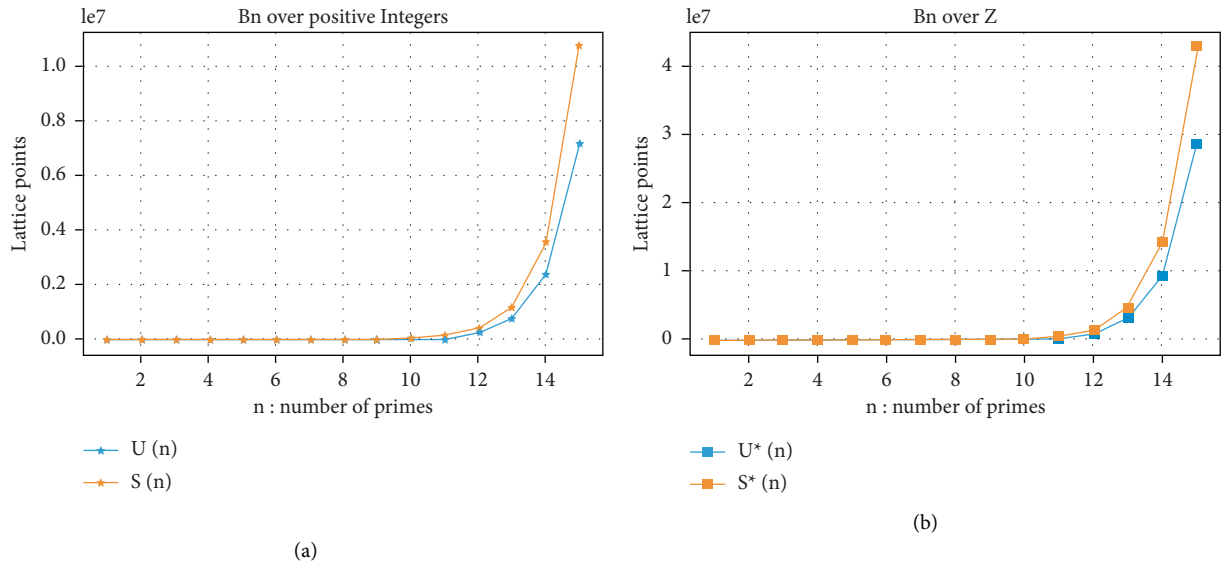 le7
Bn over positive Integers
1.0
0.8
0.6
0.4
0.2
0.0
Lattice points
2 4 6 8 10 12 14
n : number of primes
U (n)
S (n)
(a)
le7
Bn over Z
4
3
2
1
0
Lattice points
2 4 6 8 10 12 14
n : number of primes
U* (n)
S* (n)
(b)